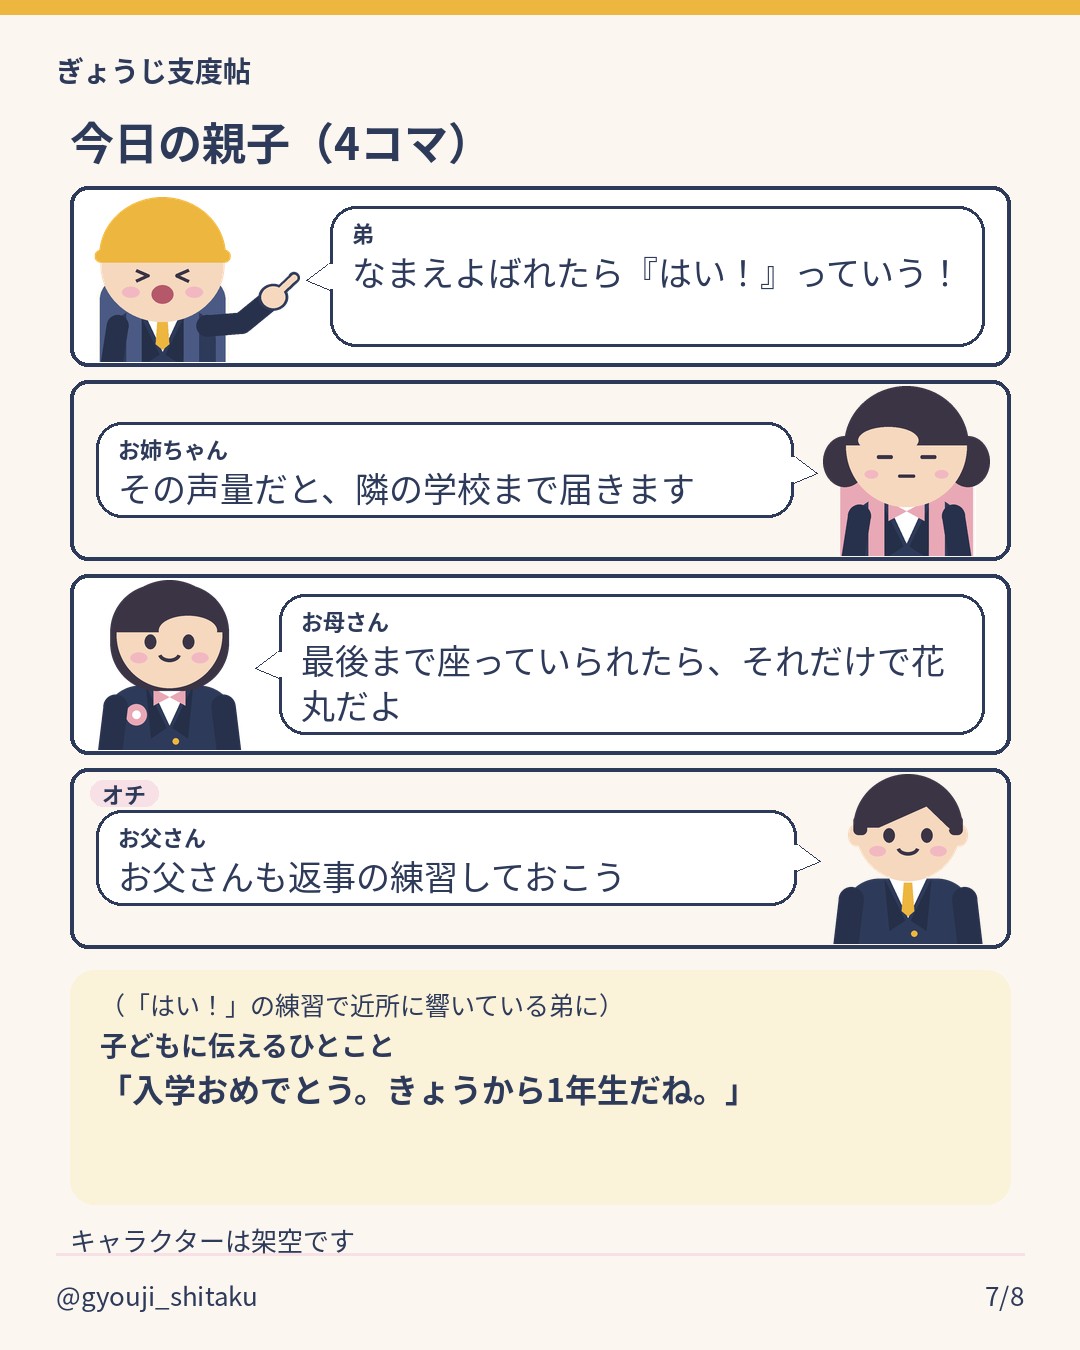 ぎょうじ支度帖
今日の親子（4コマ）
弟
なまえよばれたら『はい！』っていう！
お姉ちゃん
その声量だと、隣の学校まで届きます
お母さん
最後まで座っていられたら、それだけで花
丸だよ
オチ
お父さん
お父さんも返事の練習しておこう
（「はい！」の練習で近所に響いている弟に）
子どもに伝えるひとこと
「入学おめでとう。きょうから1年生だね。」
キャラクターは架空です
@gyouji_shitaku
7/8